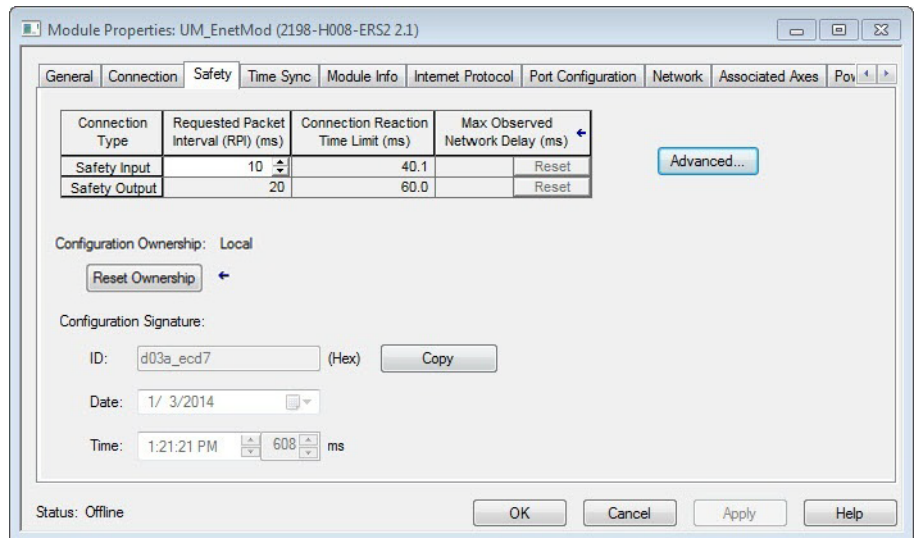 Module Properties: UM_EnetMod (2198-H008-ERS2 2.1)
General Connection Safety Time Sync Module Info Internet Protocol Port Configuration Network Associated Axes
Connection Type Requested Packet Interval (RPI) (ms) Connection Reaction Time Limit (ms) Max Observed Network Delay (ms)
Safety Input 10 40.1 Reset
Safety Output 20 60.0 Reset
Advanced...
Configuration Ownership: Local
Reset Ownership
Configuration Signature:
ID: d03a_ecd7 (Hex) Copy
Date: 1/ 3/2014
Time: 1:21:21 PM 608 ms
Status: Offline OK Cancel Apply Help